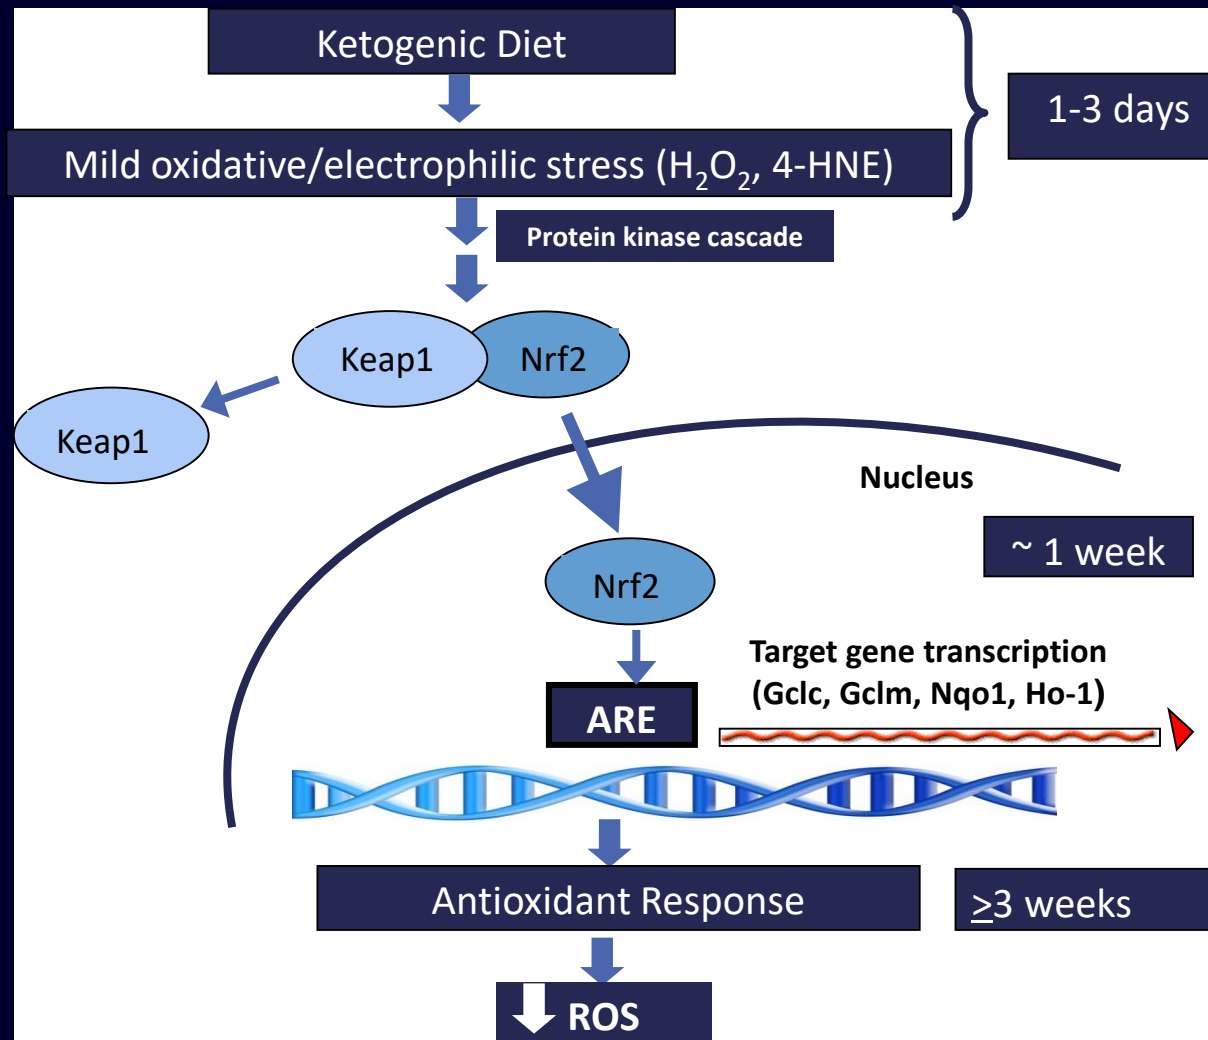 Ketogenic Diet
1-3 days
Mild oxidative/electrophilic stress (H₂O₂, 4-HNE)
Protein kinase cascade
Keap1
Nrf2
Keap1
Nucleus
~ 1 week
Nrf2
Target gene transcription
(Gclc, Gclm, Nqo1, Ho-1)
ARE
Antioxidant Response
≥3 weeks
ROS